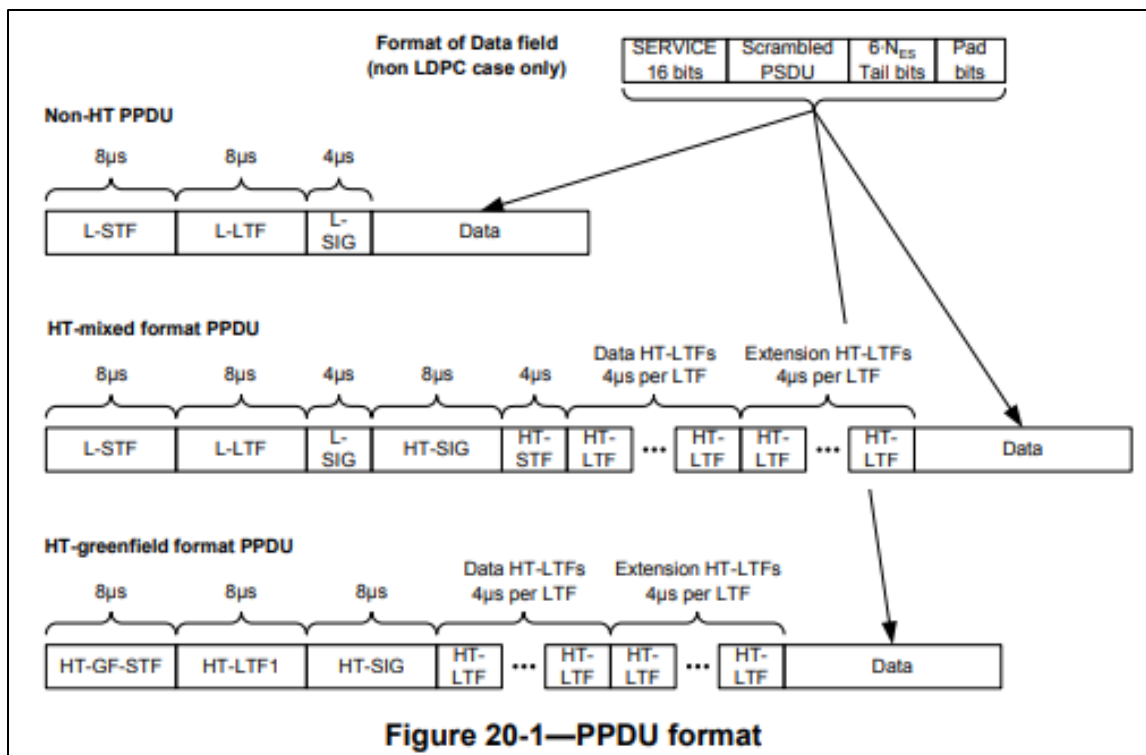 Format of Data field
(non LDPC case only)
SERVICE
16 bits
Scrambled
PSDU
6·NES
Tail bits
Pad
bits
Non-HT PPDU
8µs
8µs
4µs
L-STF
L-LTF
L-
SIG
Data
HT-mixed format PPDU
Data HT-LTFs
4µs per LTF
Extension HT-LTFs
4µs per LTF
8µs
8µs
4µs
8µs
4µs
L-STF
L-LTF
L-
SIG
HT-SIG
HT-
STF
HT-
LTF
•••
HT-
LTF
HT-
LTF
•••
HT-
LTF
Data
HT-greenfield format PPDU
Data HT-LTFs
4µs per LTF
Extension HT-LTFs
4µs per LTF
8µs
8µs
8µs
HT-GF-STF
HT-LTF1
HT-SIG
HT-
LTF
•••
HT-
LTF
HT-
LTF
•••
HT-
LTF
Data
Figure 20-1—PPDU format